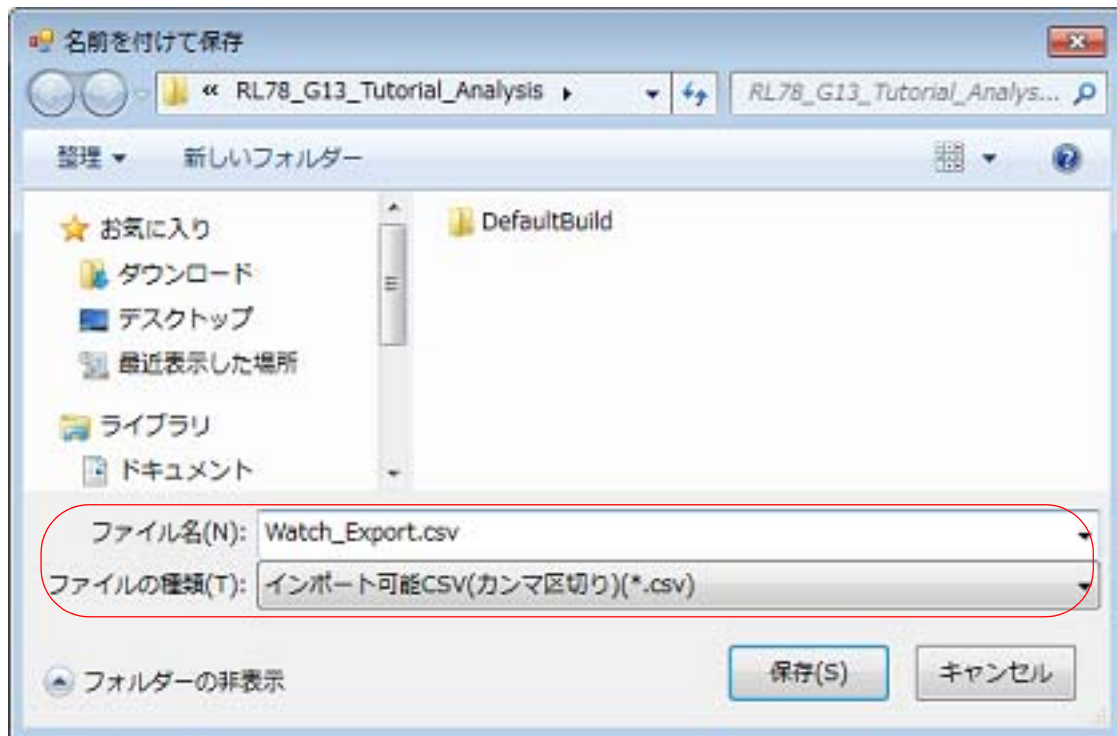 名前を付けて保存
« RL78_G13_Tutorial_Analysis
RL78_G13_Tutorial_Analys...
整理
新しいフォルダー
お気に入り
ダウンロード
デスクトップ
最近表示した場所
ライブラリ
ドキュメント
DefaultBuild
ファイル名(N): Watch_Export.csv
ファイルの種類(T): インポート可能CSV(カンマ区切り)(*.csv)
フォルダーの非表示
保存(S)
キャンセル